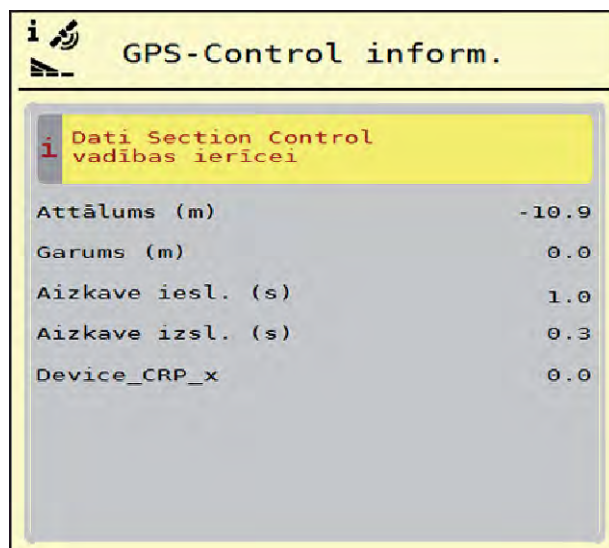 i
GPS-Control inform.
i Dati Section Control
vadības ierīcei
Attālums (m) -10.9
Garums (m) 0.0
Aizkave iesl. (s) 1.0
Aizkave izsl. (s) 0.3
Device_CRP_x 0.0